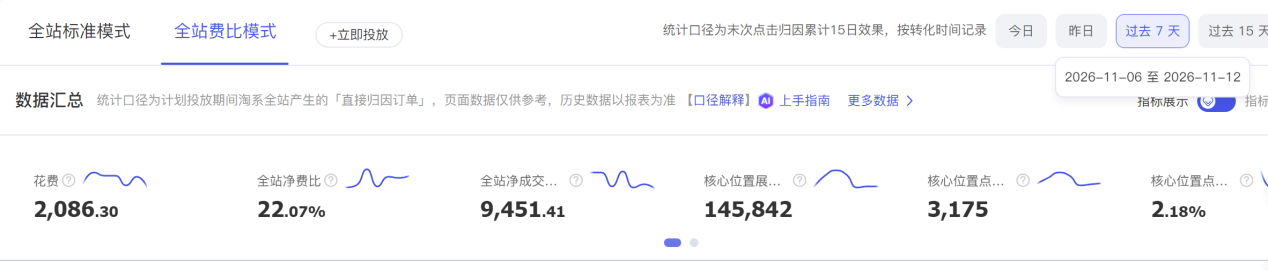 全站标准模式 全站费比模式 +立即投放 统计口径为末次点击归因累计15日效果，按转化时间记录 今日 昨日 过去 7 天 过去 15 天
2026-11-06 至 2026-11-12
数据汇总 统计口径为计划投放期间淘系全站产生的「直接归因订单」，页面数据仅供参考，历史数据以报表为准 【口径解释】 AI 上手指南 更多数据 指标展示 指标
花费 全站净费比 全站净成交... 核心位置展... 核心位置点... 核心位置点...
2,086.30 22.07% 9,451.41 145,842 3,175 2.18%